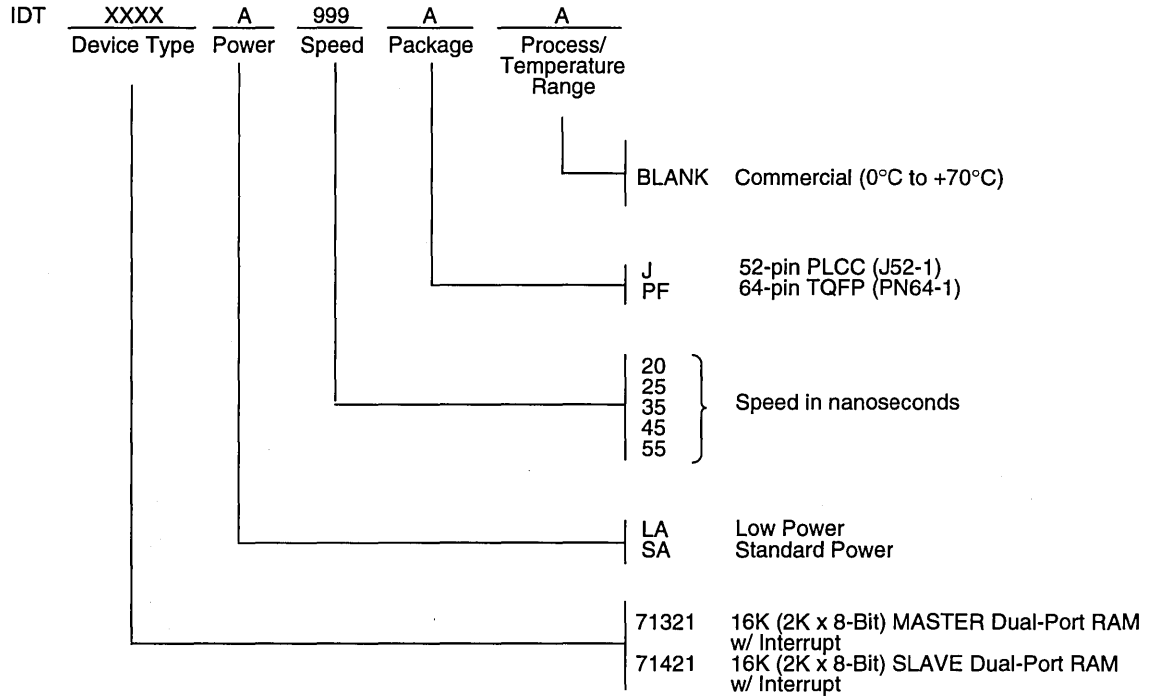 IDT XXXX A 999 A A
Device Type Power Speed Package Process/
Temperature
Range
BLANK Commercial (0°C to +70°C)
J 52-pin PLCC (J52-1)
PF 64-pin TQFP (PN64-1)
20
25
35 Speed in nanoseconds
45
55
LA Low Power
SA Standard Power
71321 16K (2K x 8-Bit) MASTER Dual-Port RAM
w/ Interrupt
71421 16K (2K x 8-Bit) SLAVE Dual-Port RAM
w/ Interrupt